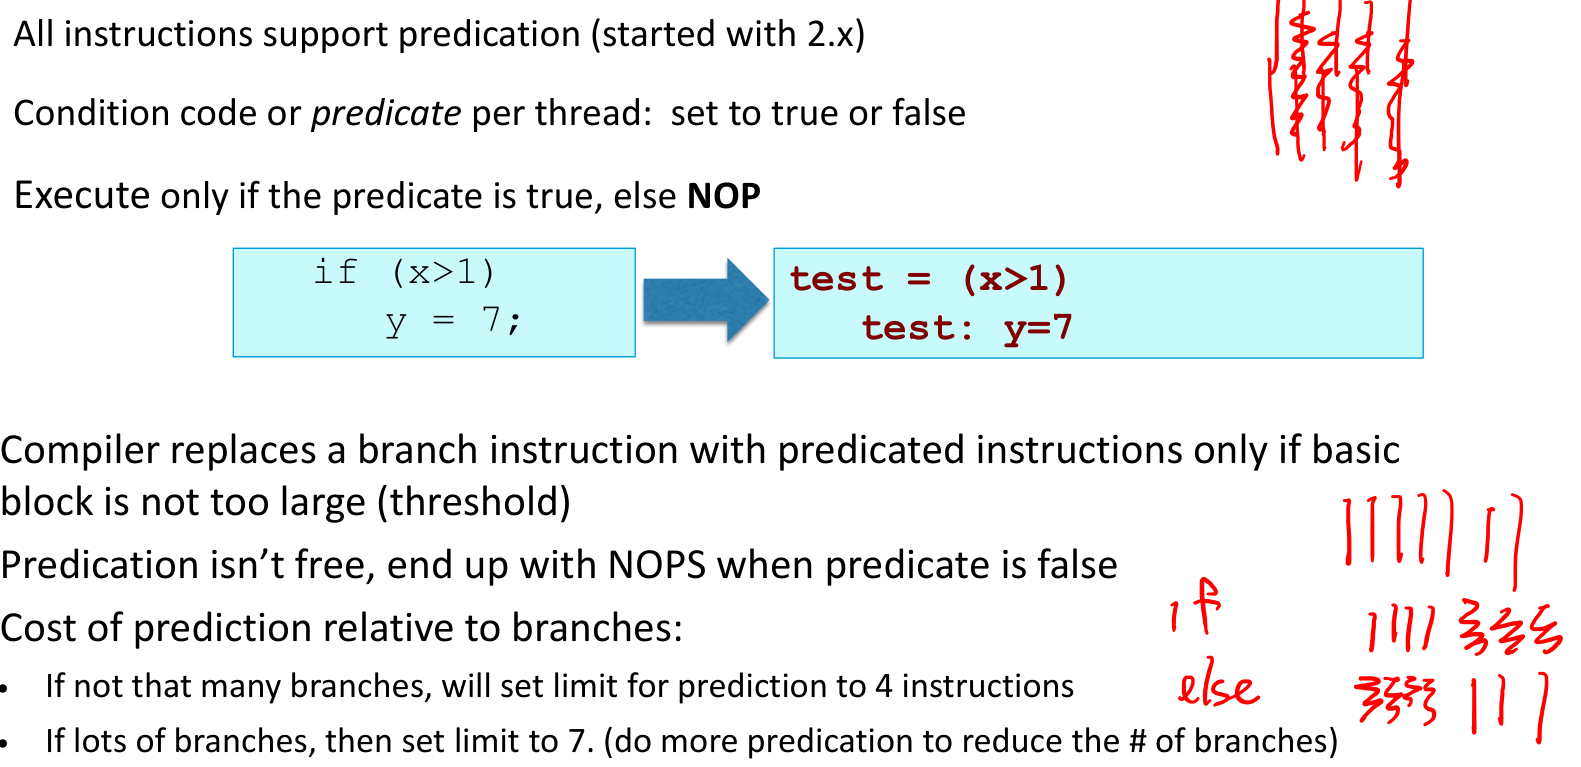 All instructions support predication (started with 2.x)
Condition code or predicate per thread:  set to true or false
Execute only if the predicate is true, else NOP
if (x>1)
y = 7;
test = (x>1)
test: y=7
Compiler replaces a branch instruction with predicated instructions only if basic
block is not too large (threshold)
Predication isn’t free, end up with NOPS when predicate is false
Cost of prediction relative to branches:
if
else
• If not that many branches, will set limit for prediction to 4 instructions
• If lots of branches, then set limit to 7. (do more predication to reduce the # of branches)